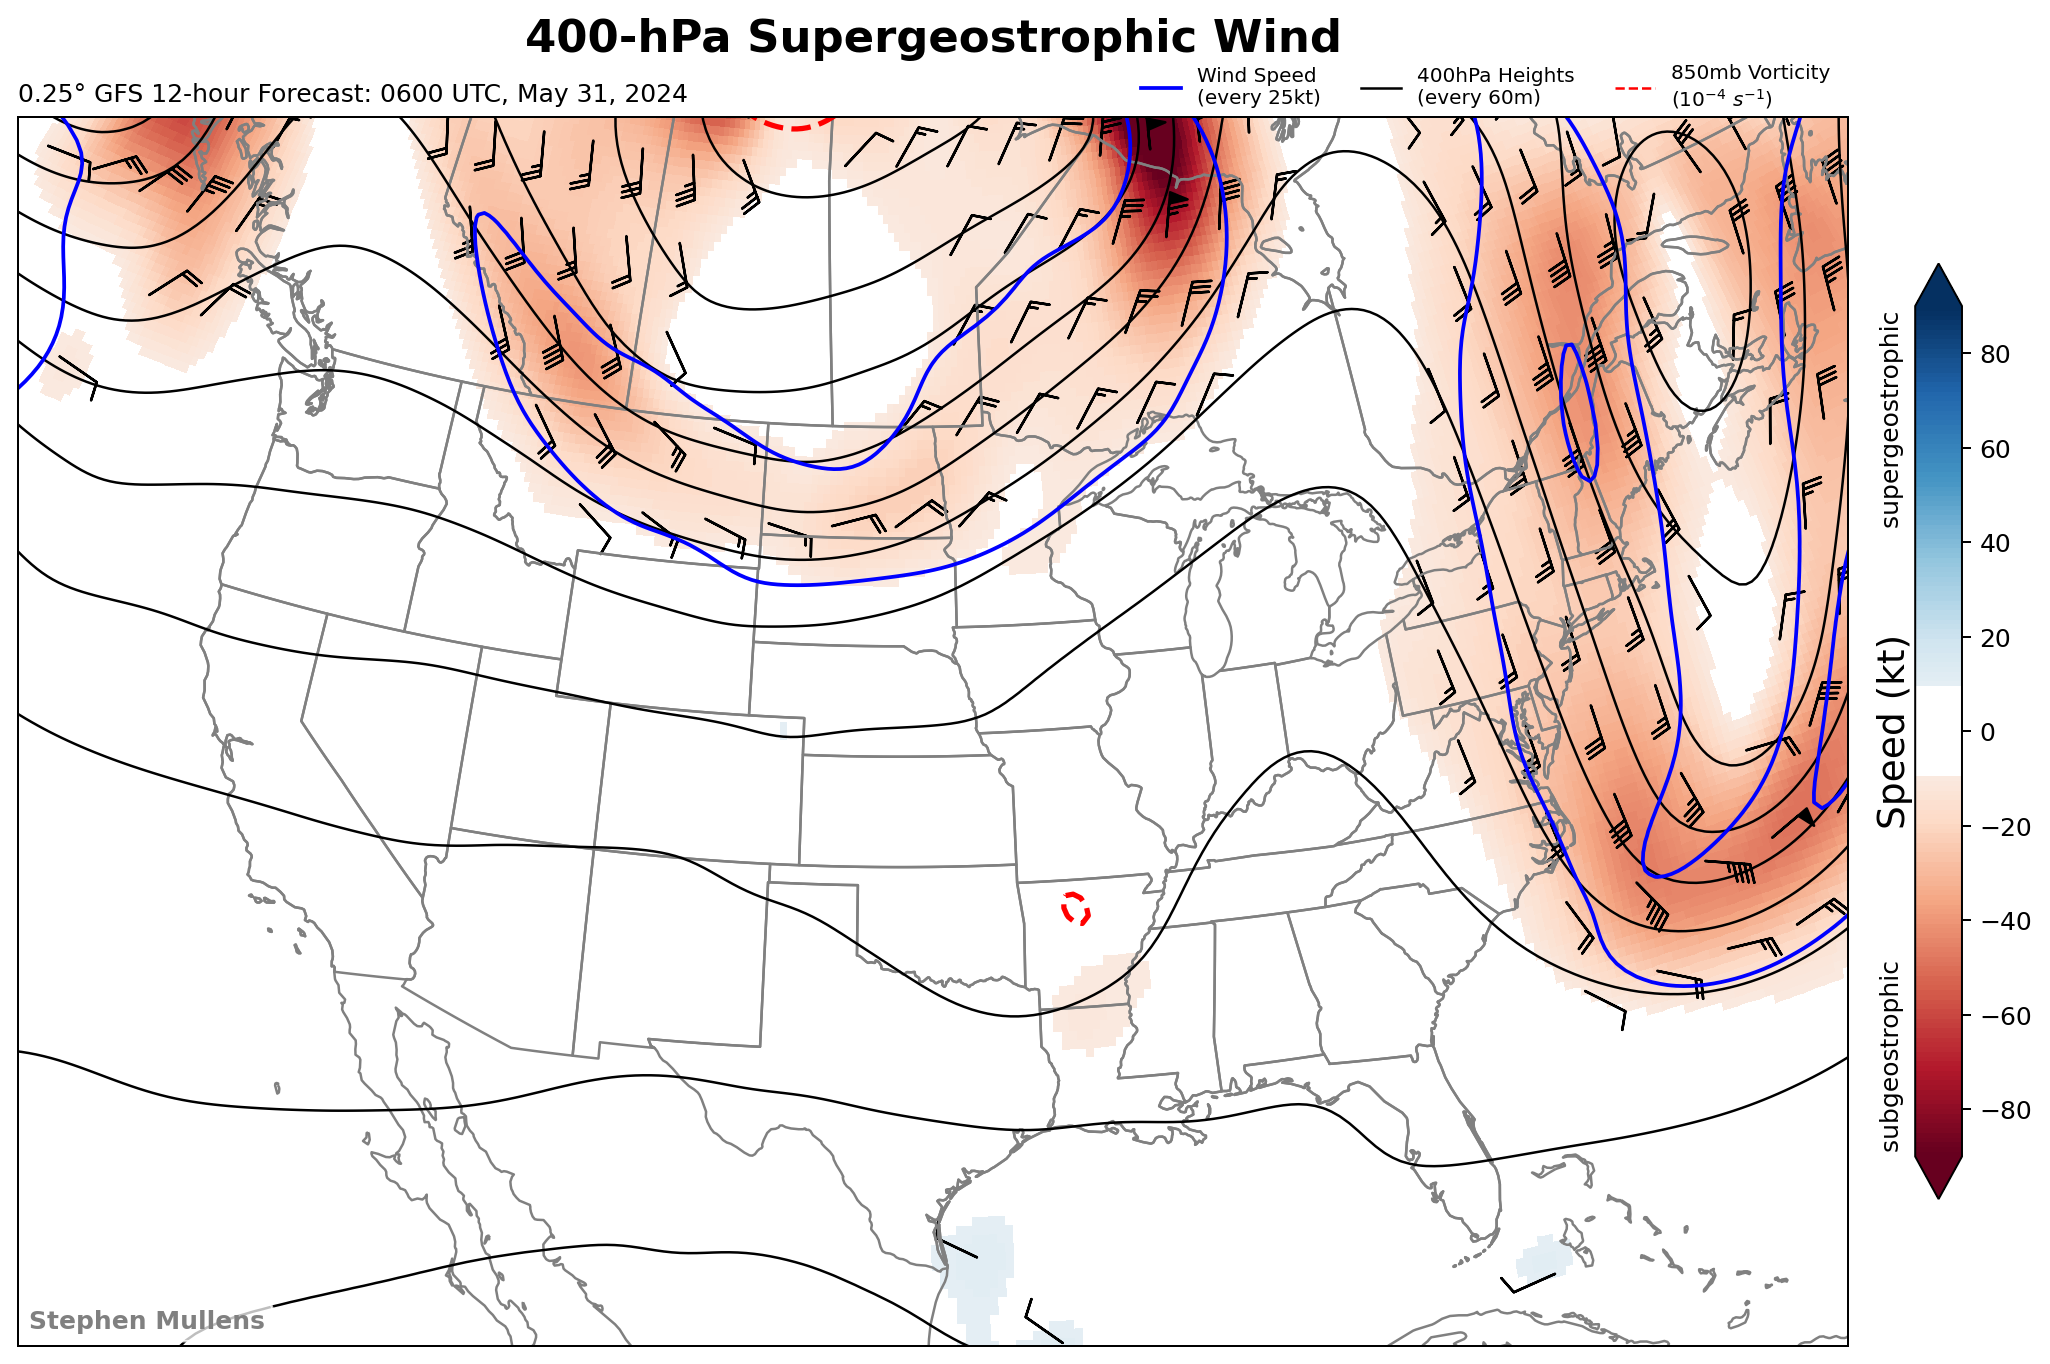 400-hPa Supergeostrophic Wind
0.25° GFS 12-hour Forecast: 0600 UTC, May 31, 2024
Wind Speed
(every 25kt)
400hPa Heights
(every 60m)
850mb Vorticity
(10⁻⁴ s⁻¹)
supergeostrophic
Speed (kt)
subgeostrophic
80
60
40
20
0
−20
−40
−60
−80
Stephen Mullens